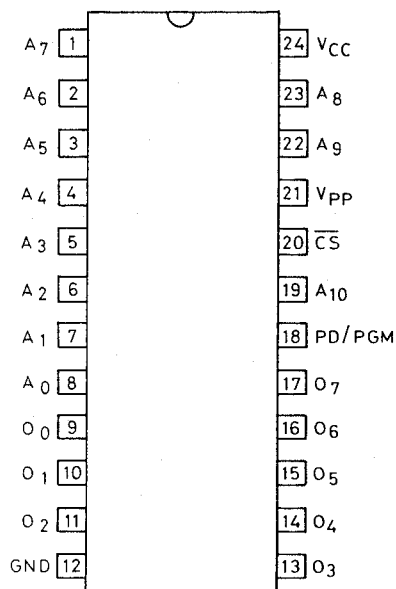 A7 1 24 VCC
A6 2 23 A8
A5 3 22 A9
A4 4 21 VPP
A3 5 20 C̅S̅
A2 6 19 A10
A1 7 18 PD/PGM
A0 8 17 O7
O0 9 16 O6
O1 10 15 O5
O2 11 14 O4
GND 12 13 O3